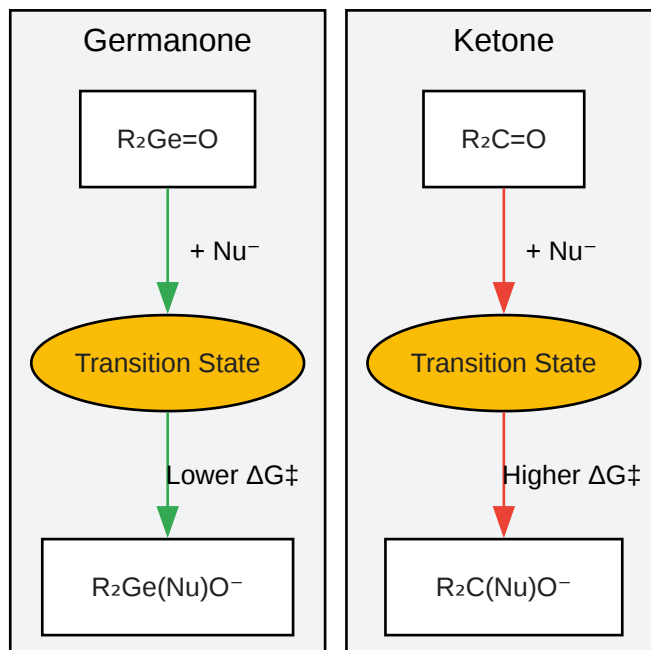 Germanone
R₂Ge=O
+ Nu⁻
Transition State
Lower ΔG‡
R₂Ge(Nu)O⁻
Ketone
R₂C=O
+ Nu⁻
Transition State
Higher ΔG‡
R₂C(Nu)O⁻